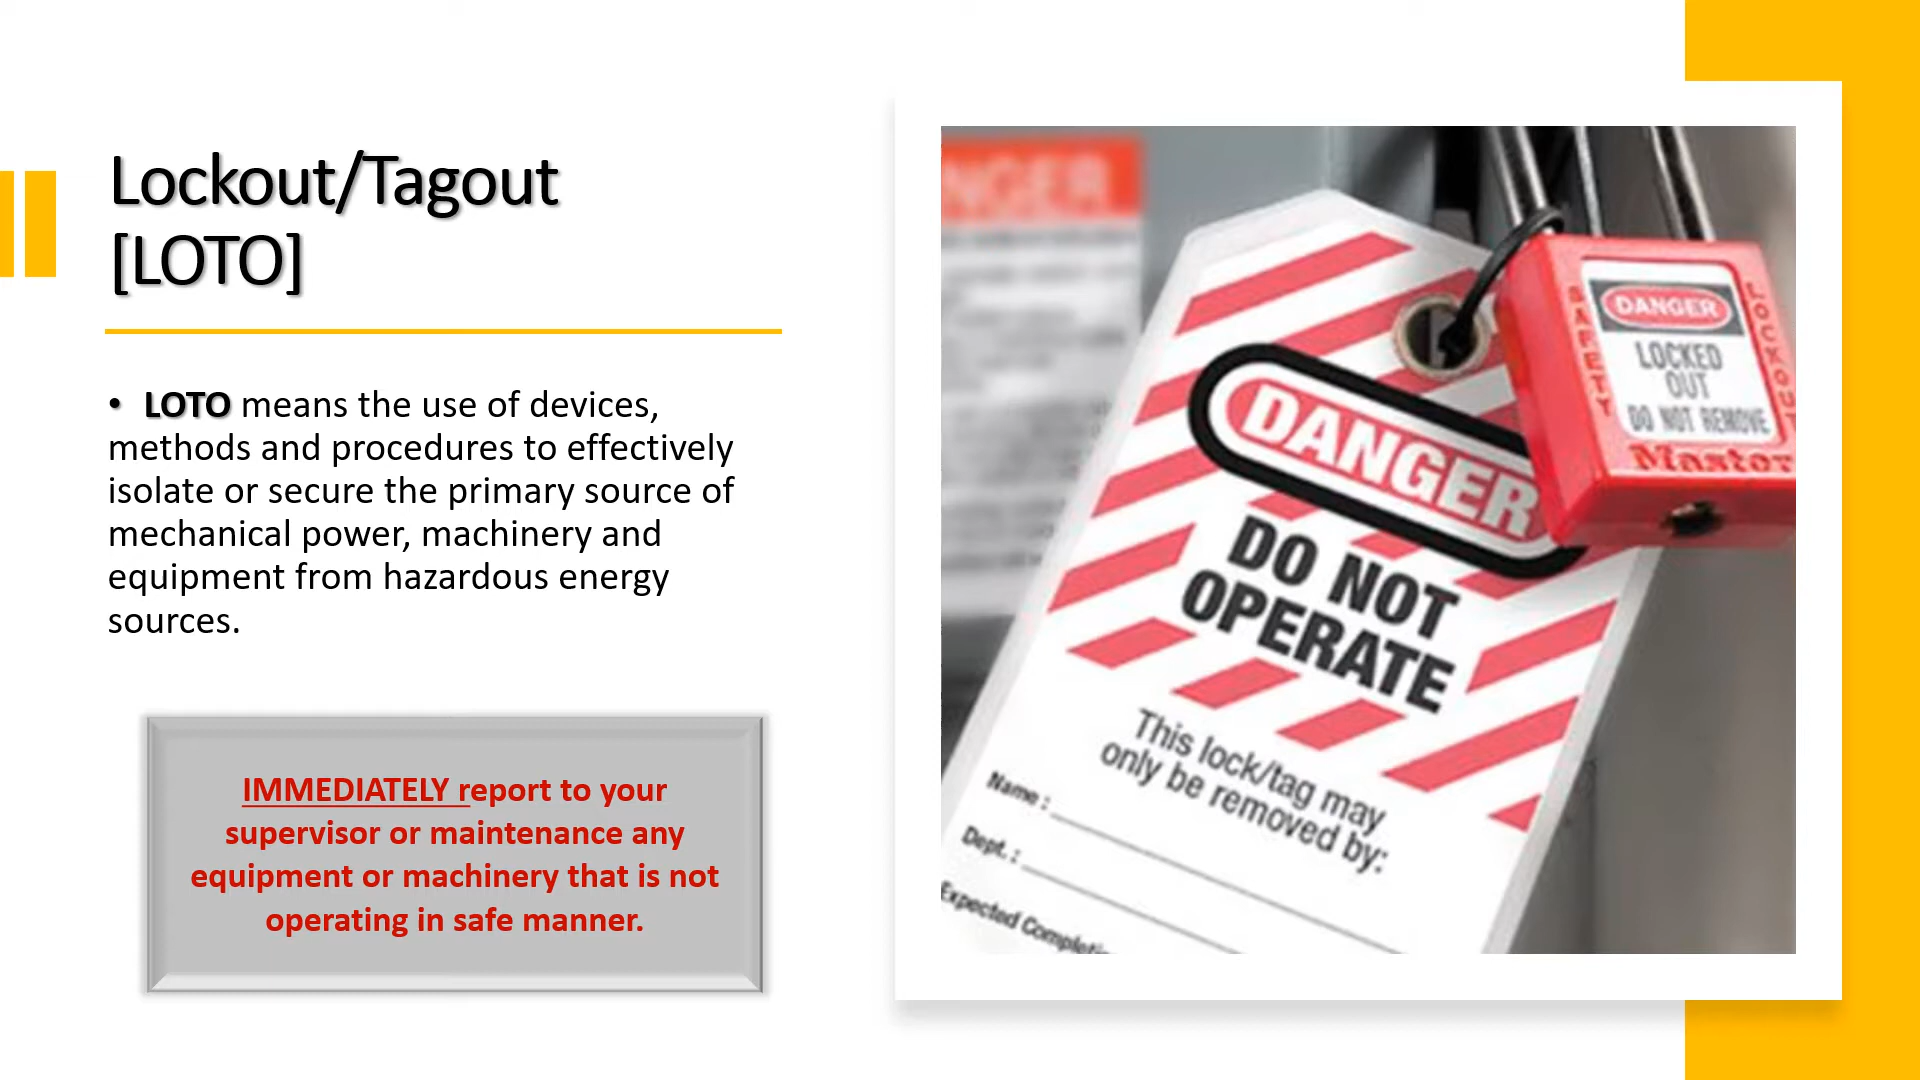 Lockout/Tagout
[LOTO]
• LOTO means the use of devices,
methods and procedures to effectively
isolate or secure the primary source of
mechanical power, machinery and
equipment from hazardous energy
sources.
IMMEDIATELY report to your
supervisor or maintenance any
equipment or machinery that is not
operating in safe manner.
NGER
DANGER
DO NOT
OPERATE
This lock/tag may
only be removed by:
Name :
Dept. :
Expected
DANGER
LOCKED
OUT
DO NOT REMOVE
SAFETY
LOCKOUT
Master